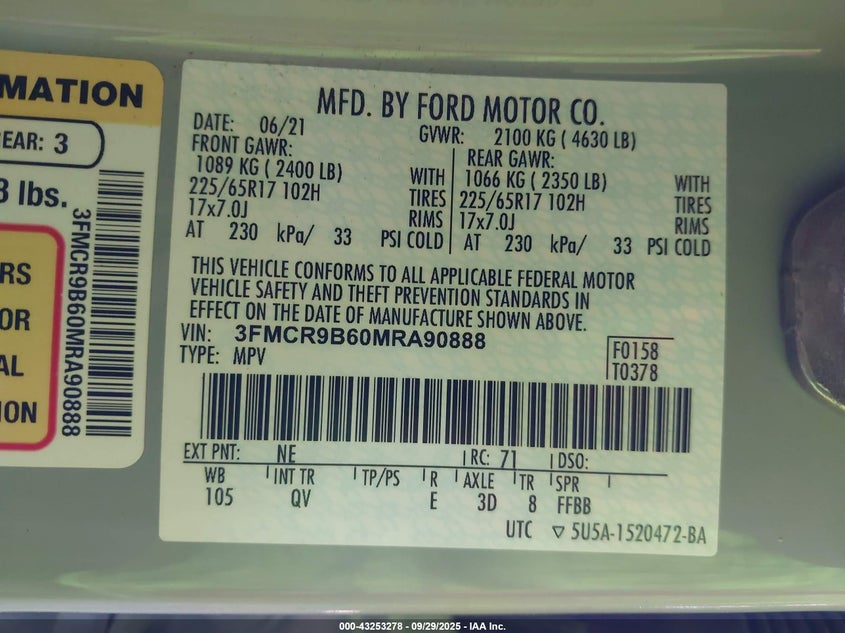 MATION
EAR: 3
8 lbs.
3FMCR9B60MRA90888
RS
OR
AL
ION
MFD. BY FORD MOTOR CO.
DATE: 06/21 GVWR: 2100 KG ( 4630 LB)
FRONT GAWR: REAR GAWR:
1089 KG ( 2400 LB) WITH 1066 KG ( 2350 LB) WITH
225/65R17 102H TIRES 225/65R17 102H TIRES
17x7.0J RIMS 17x7.0J RIMS
AT 230 kPa/ 33 PSI COLD AT 230 kPa/ 33 PSI COLD
THIS VEHICLE CONFORMS TO ALL APPLICABLE FEDERAL MOTOR
VEHICLE SAFETY AND THEFT PREVENTION STANDARDS IN
EFFECT ON THE DATE OF MANUFACTURE SHOWN ABOVE.
VIN: 3FMCR9B60MRA90888
TYPE: MPV
F0158
T0378
EXT PNT: NE RC: 71 DSO:
WB INT TR TP/PS R AXLE TR SPR
105 QV E 3D 8 FFBB
UTC ▽ 5U5A-1520472-BA
000-43253278 - 09/29/2025 - IAA Inc.